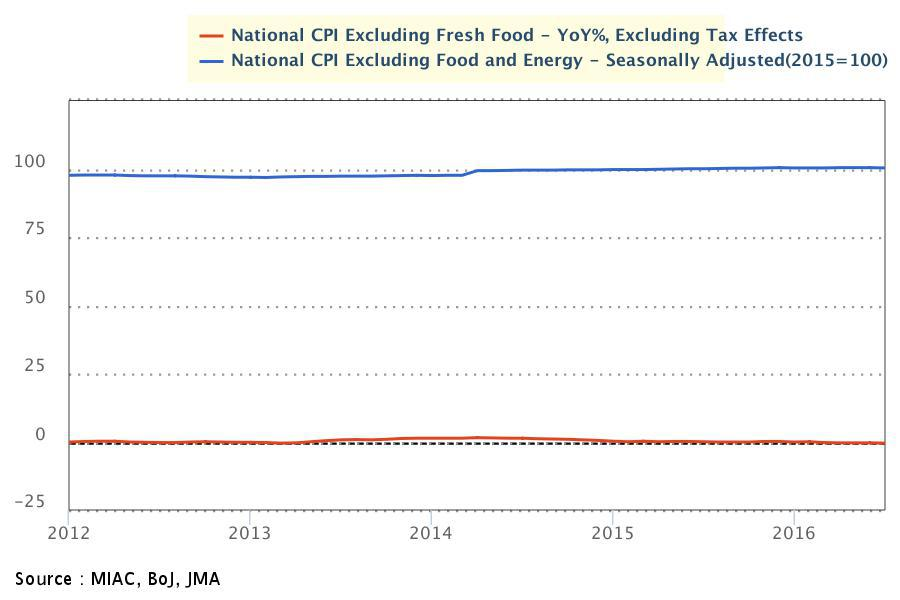 National CPI Excluding Fresh Food – YoY%, Excluding Tax Effects
National CPI Excluding Food and Energy – Seasonally Adjusted(2015=100)
100
75
50
25
0
−25
2012 2013 2014 2015 2016
Source : MIAC, BoJ, JMA